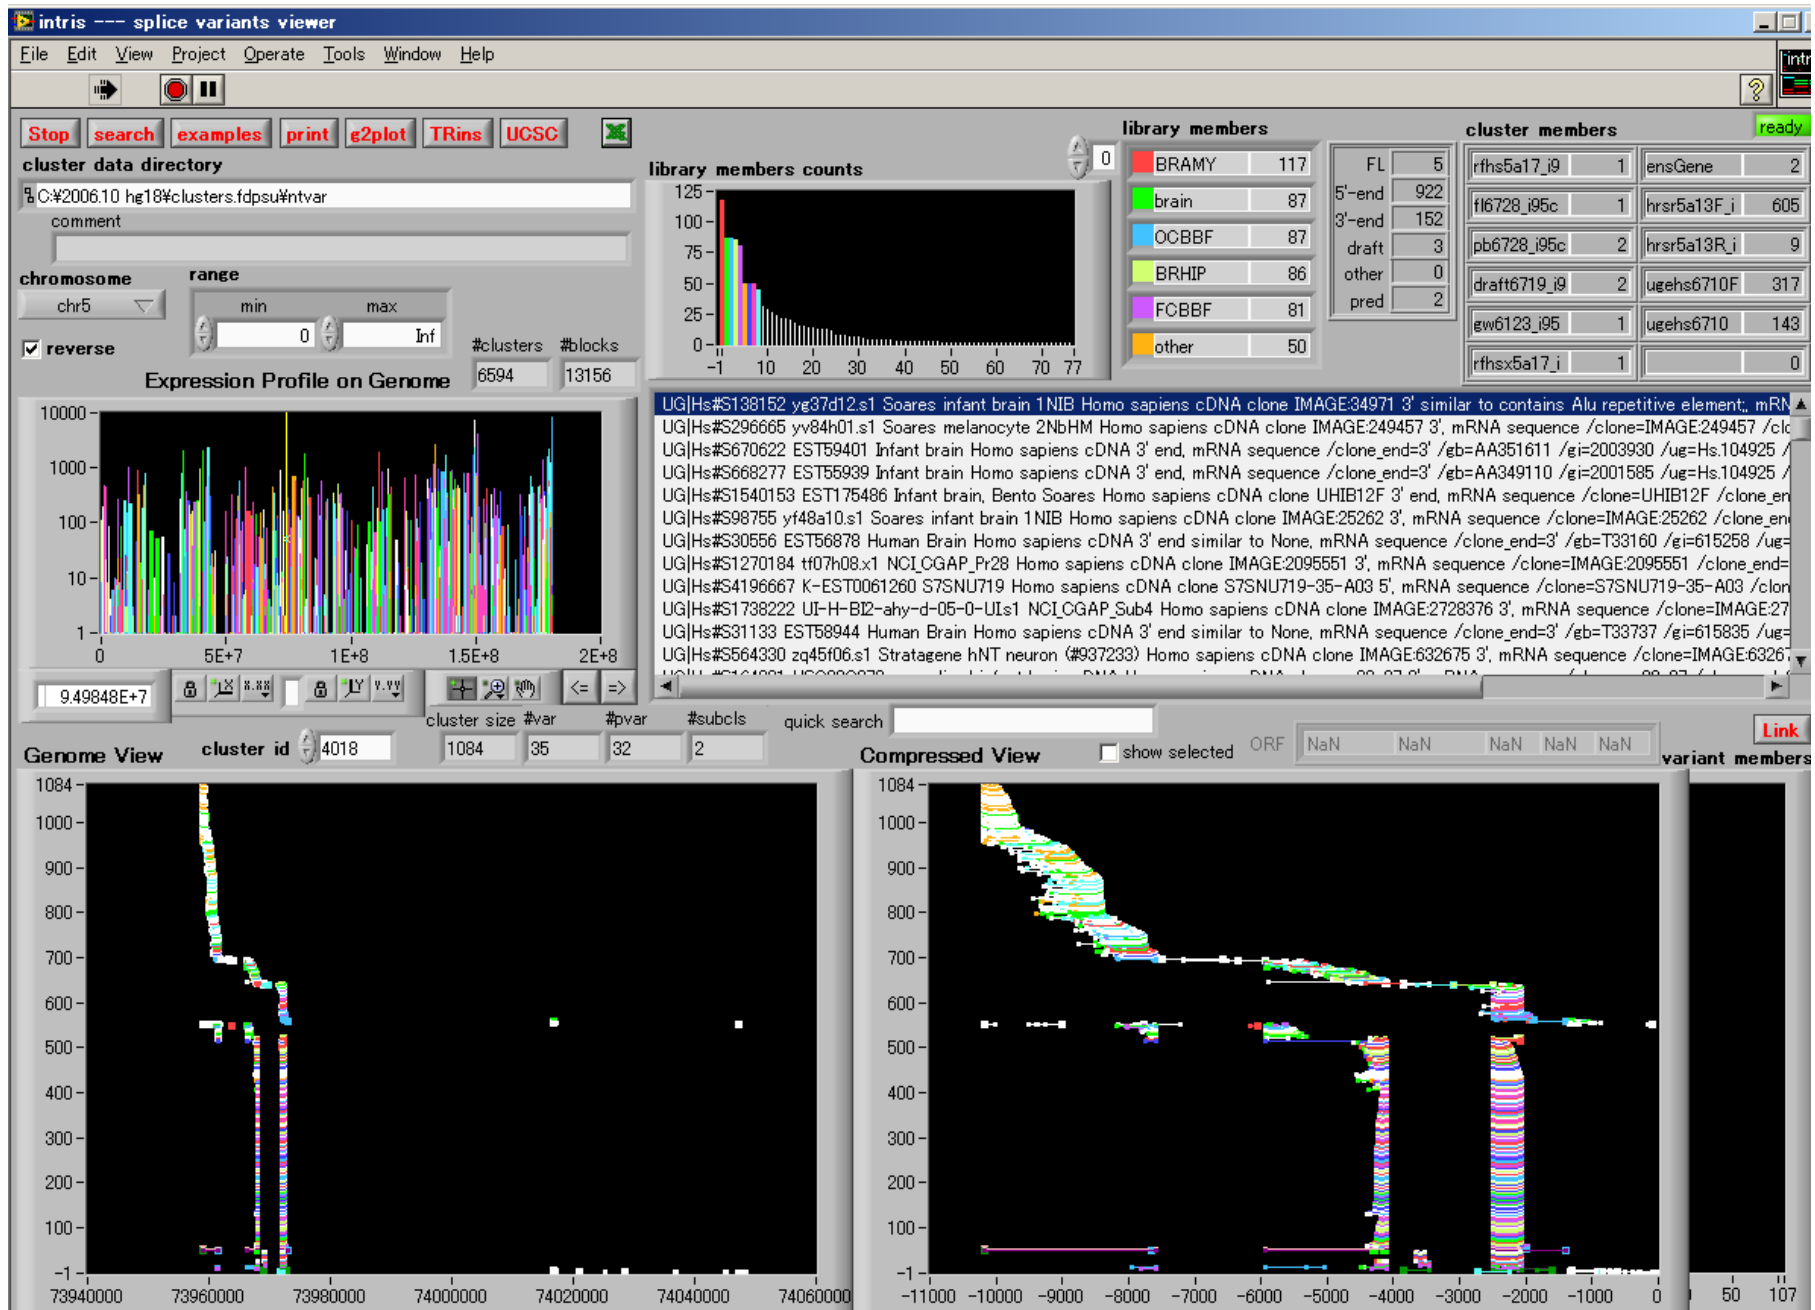 intris --- splice variants viewer
File Edit View Project Operate Tools Window Help
intr
?
Stop search examples print g2plot TRins UCSC
cluster data directory
C:¥2006.10 hg18¥clusters.fdpsu¥ntvar
comment
chromosome
chr5
range
min max
0 Inf
reverse
#clusters #blocks
6594 13156
library members counts
0
125
100
75
50
25
0
-1 10 20 30 40 50 60 70 77
library members
BRAMY 117
brain 87
OCBBF 87
BRHIP 86
FCBBF 81
other 50
FL 5
5'-end 922
3'-end 152
draft 3
other 0
pred 2
cluster members
ready
rfhs5a17_i9 1 ensGene 2
fl6728_i95c 1 hrsr5a13F_i 605
pb6728_i95c 2 hrsr5a13R_i 9
draft6719_i9 2 ugehs6710F 317
gw6123_i95 1 ugehs6710 143
rfhsx5a17_i 1 0
Expression Profile on Genome
10000
1000
100
10
1
0 5E+7 1E+8 1.5E+8 2E+8
9.49848E+7
X X.XX Y Y.YY <= =>
UG|Hs#S138152 yg37d12.s1 Soares infant brain 1NIB Homo sapiens cDNA clone IMAGE:34971 3' similar to contains Alu repetitive element;, mRN
UG|Hs#S296665 yv84h01.s1 Soares melanocyte 2NbHM Homo sapiens cDNA clone IMAGE:249457 3', mRNA sequence /clone=IMAGE:249457 /clo
UG|Hs#S670622 EST59401 Infant brain Homo sapiens cDNA 3' end, mRNA sequence /clone_end=3' /gb=AA351611 /gi=2003930 /ug=Hs.104925 /
UG|Hs#S668277 EST55939 Infant brain Homo sapiens cDNA 3' end, mRNA sequence /clone_end=3' /gb=AA349110 /gi=2001585 /ug=Hs.104925 /
UG|Hs#S1540153 EST175486 Infant brain, Bento Soares Homo sapiens cDNA clone UHIB12F 3' end, mRNA sequence /clone=UHIB12F /clone_en
UG|Hs#S98755 yf48a10.s1 Soares infant brain 1NIB Homo sapiens cDNA clone IMAGE:25262 3', mRNA sequence /clone=IMAGE:25262 /clone_en
UG|Hs#S30556 EST56878 Human Brain Homo sapiens cDNA 3' end similar to None, mRNA sequence /clone_end=3' /gb=T33160 /gi=615258 /ug=
UG|Hs#S1270184 tf07h08.x1 NCI_CGAP_Pr28 Homo sapiens cDNA clone IMAGE:2095551 3', mRNA sequence /clone=IMAGE:2095551 /clone_end=
UG|Hs#S4196667 K-EST0061260 S7SNU719 Homo sapiens cDNA clone S7SNU719-35-A03 5', mRNA sequence /clone=S7SNU719-35-A03 /clon
UG|Hs#S1738222 UI-H-BI2-ahy-d-05-0-UI.s1 NCI_CGAP_Sub4 Homo sapiens cDNA clone IMAGE:2728376 3', mRNA sequence /clone=IMAGE:27
UG|Hs#S31133 EST58944 Human Brain Homo sapiens cDNA 3' end similar to None, mRNA sequence /clone_end=3' /gb=T33737 /gi=615835 /ug=
UG|Hs#S564330 zq45f06.s1 Stratagene hNT neuron (#937233) Homo sapiens cDNA clone IMAGE:632675 3', mRNA sequence /clone=IMAGE:6326
cluster size #var #pvar #subcls
1084 35 32 2
quick search
Genome View cluster id 4018
Compressed View show selected ORF NaN NaN NaN NaN NaN
Link
variant members
1084
1000
900
800
700
600
500
400
300
200
100
-1
73940000 73960000 73980000 74000000 74020000 74040000 74060000
1084
1000
900
800
700
600
500
400
300
200
100
-1
-11000 -10000 -9000 -8000 -7000 -6000 -5000 -4000 -3000 -2000 -1000 0
50 107